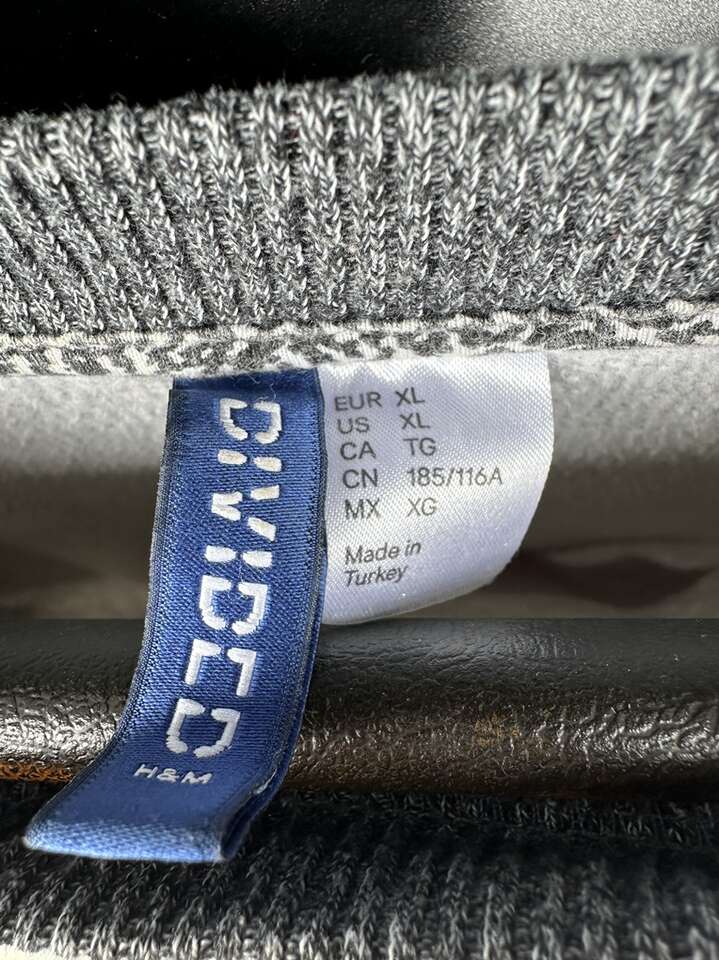 DIVIDED
H&M
EUR XL
US XL
CA TG
CN 185/116A
MX XG
Made in
Turkey